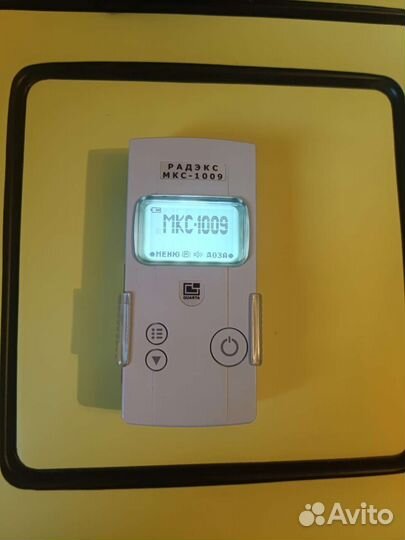 РАДЭКС
МКС-1009
МКС-1009
МЕНЮ ДОЗА
QUARTA
Avito